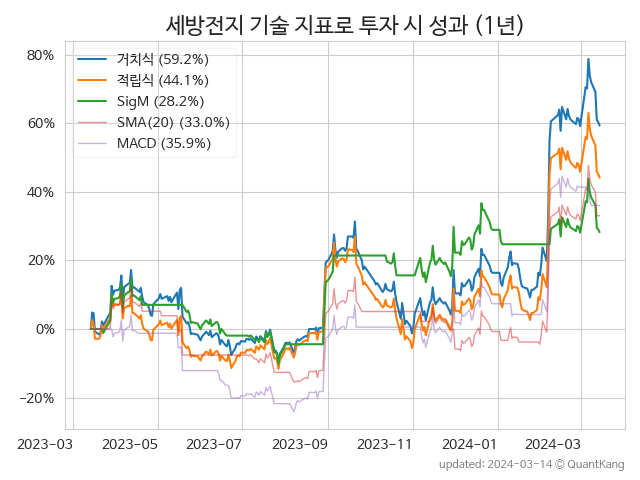 세방전지 기술 지표로 투자 시 성과 (1년)
거치식 (59.2%)
적립식 (44.1%)
SigM (28.2%)
SMA(20) (33.0%)
MACD (35.9%)
80%
60%
40%
20%
0%
−20%
2023-03 2023-05 2023-07 2023-09 2023-11 2024-01 2024-03
updated: 2024-03-14 © QuantKang